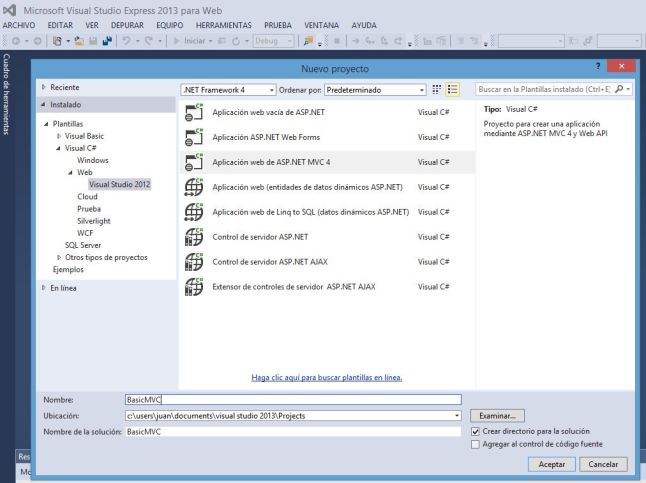 Microsoft Visual Studio Express 2013 para Web
ARCHIVO EDITAR VER DEPURAR EQUIPO HERRAMIENTAS PRUEBA VENTANA AYUDA
Iniciar Debug
Cuadro de herramientas
Nuevo proyecto ? ×
Reciente
.NET Framework 4 Ordenar por: Predeterminado
Buscar en la Plantillas instalado (Ctrl+E)
Instalado
Plantillas
Visual Basic
Visual C#
Windows
Web
Visual Studio 2012
Cloud
Prueba
Silverlight
WCF
SQL Server
Otros tipos de proyectos
Ejemplos
En línea
Aplicación web vacía de ASP.NET Visual C#
Aplicación ASP.NET Web Forms Visual C#
Aplicación web de ASP.NET MVC 4 Visual C#
Aplicación web (entidades de datos dinámicos ASP.NET) Visual C#
Aplicación web de Linq to SQL (datos dinámicos ASP.NET) Visual C#
Control de servidor ASP.NET Visual C#
Control de servidor ASP.NET AJAX Visual C#
Extensor de controles de servidor ASP.NET AJAX Visual C#
Tipo: Visual C#
Proyecto para crear una aplicación
mediante ASP.NET MVC 4 y Web API
Haga clic aquí para buscar plantillas en línea.
Nombre: BasicMVC
Ubicación: c:\users\juan\documents\visual studio 2013\Projects Examinar...
Nombre de la solución: BasicMVC
Crear directorio para la solución
Agregar al control de código fuente
Aceptar Cancelar
Res